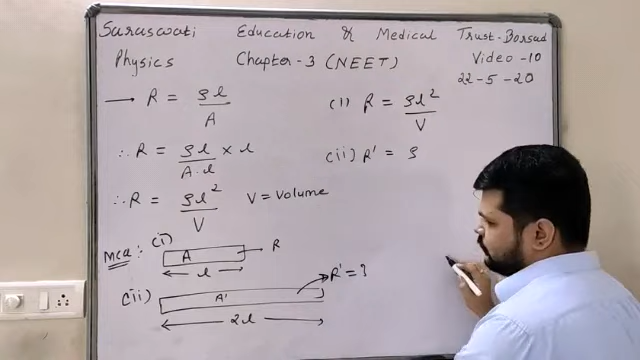 Saraswati Education & Medical Trust-Borsad
Physics Chapter-3 (NEET) Video-10
22-5-20
→ R = ρl / A
∴ R = ρl / A·l × l
∴ R = ρl² / V V = Volume
(i) R = ρl² / V
(ii) R' = ρ
MCQ: (i) A R
l
(ii) A' R' = ?
2l